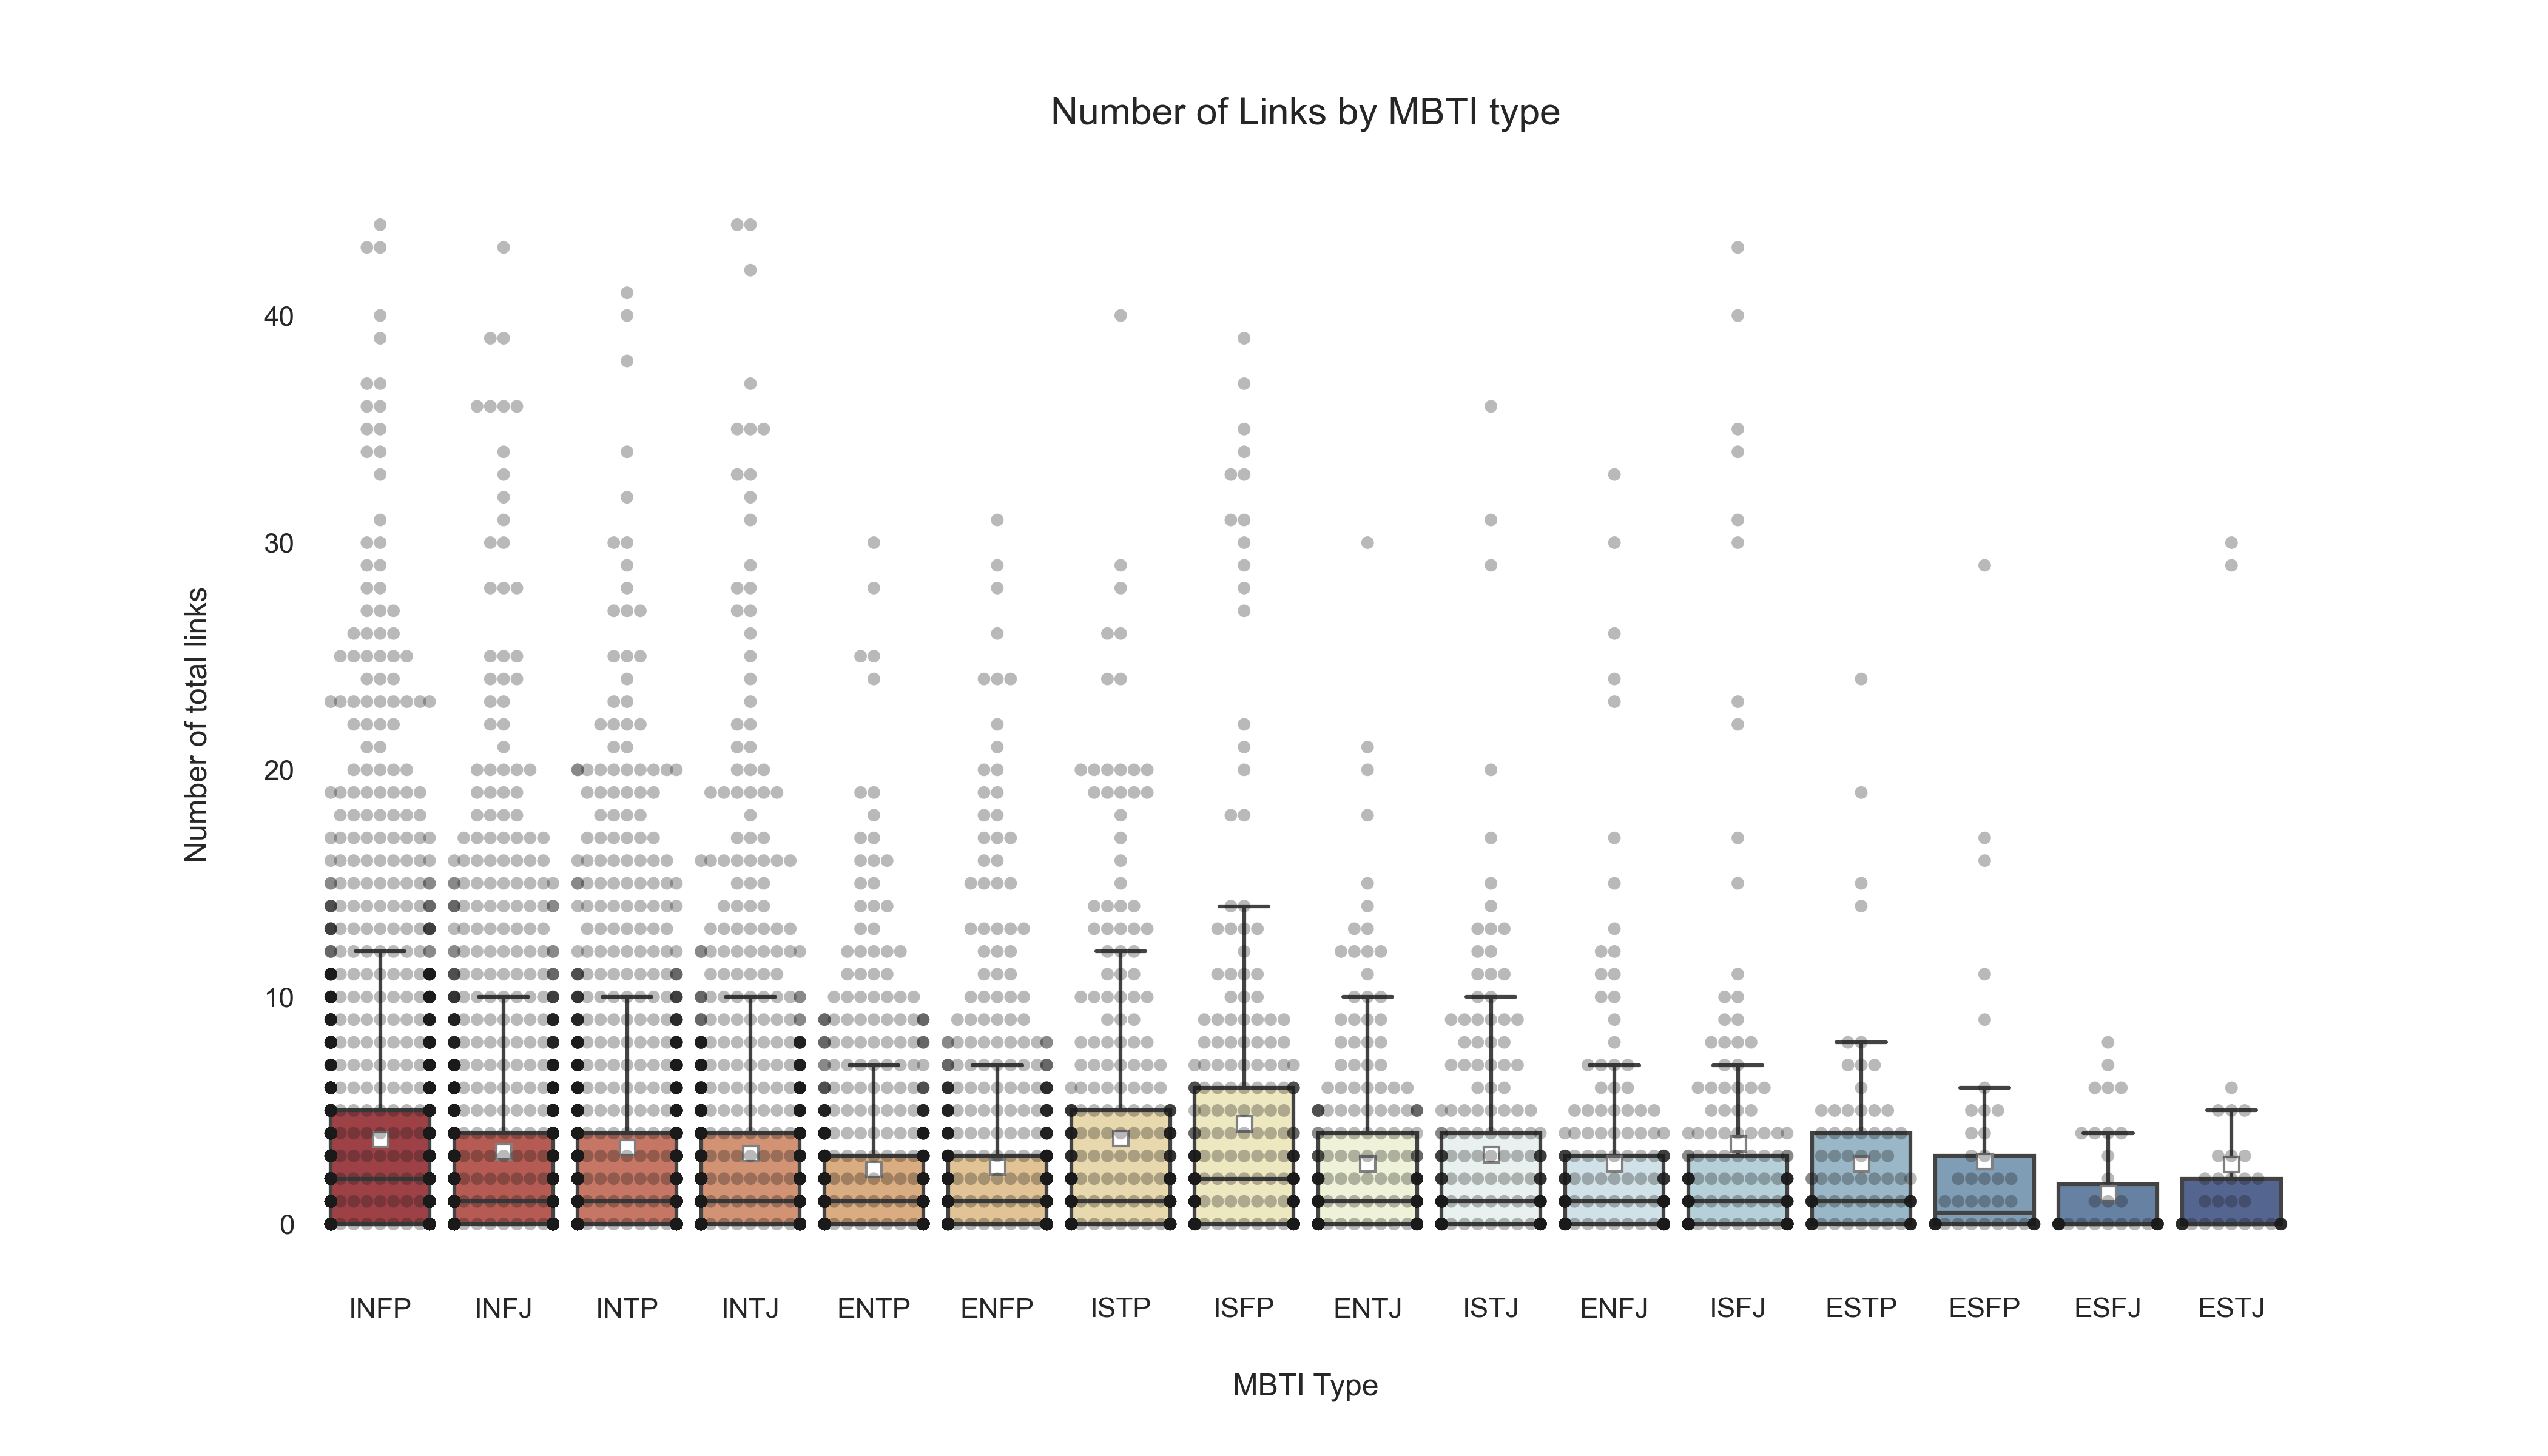 Number of Links by MBTI type
Number of total links
40
30
20
10
0
INFP INFJ INTP INTJ ENTP ENFP ISTP ISFP ENTJ ISTJ ENFJ ISFJ ESTP ESFP ESFJ ESTJ
MBTI Type